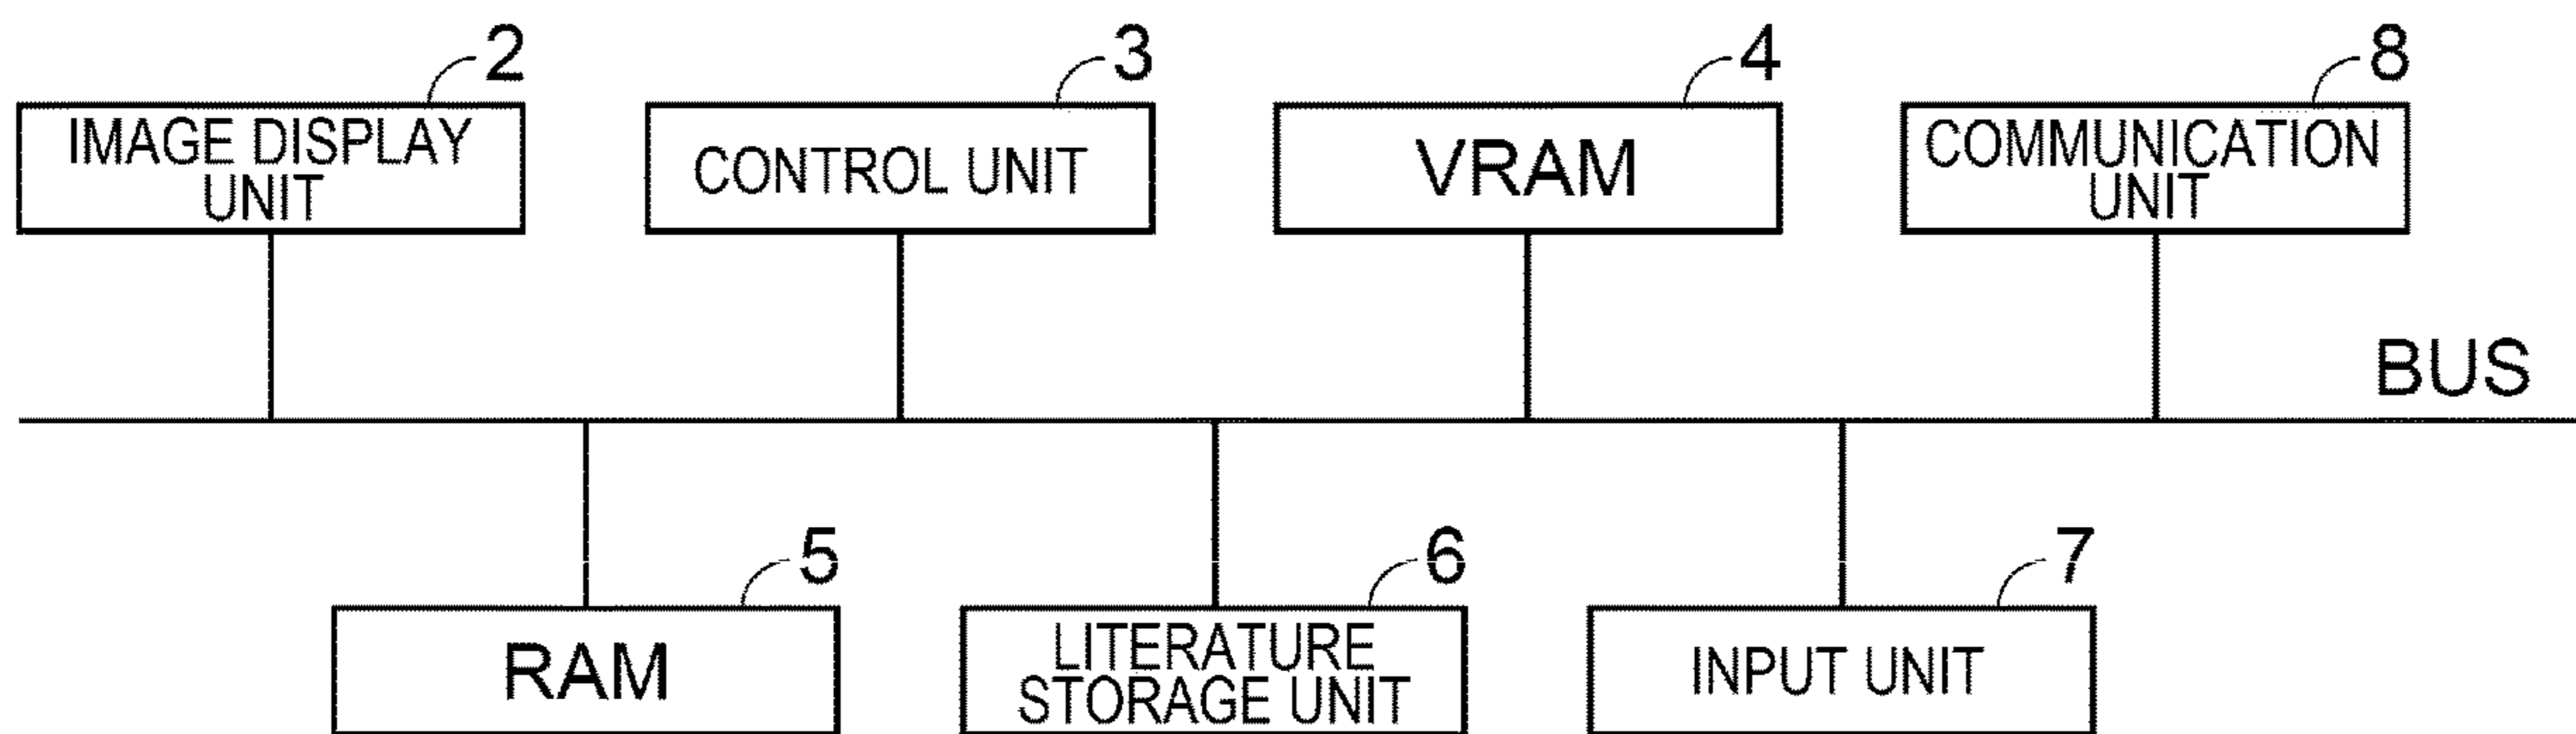 2
3
4
8
IMAGE DISPLAY
UNIT
CONTROL UNIT
VRAM
COMMUNICATION
UNIT
BUS
5
6
7
RAM
LITERATURE
STORAGE UNIT
INPUT UNIT